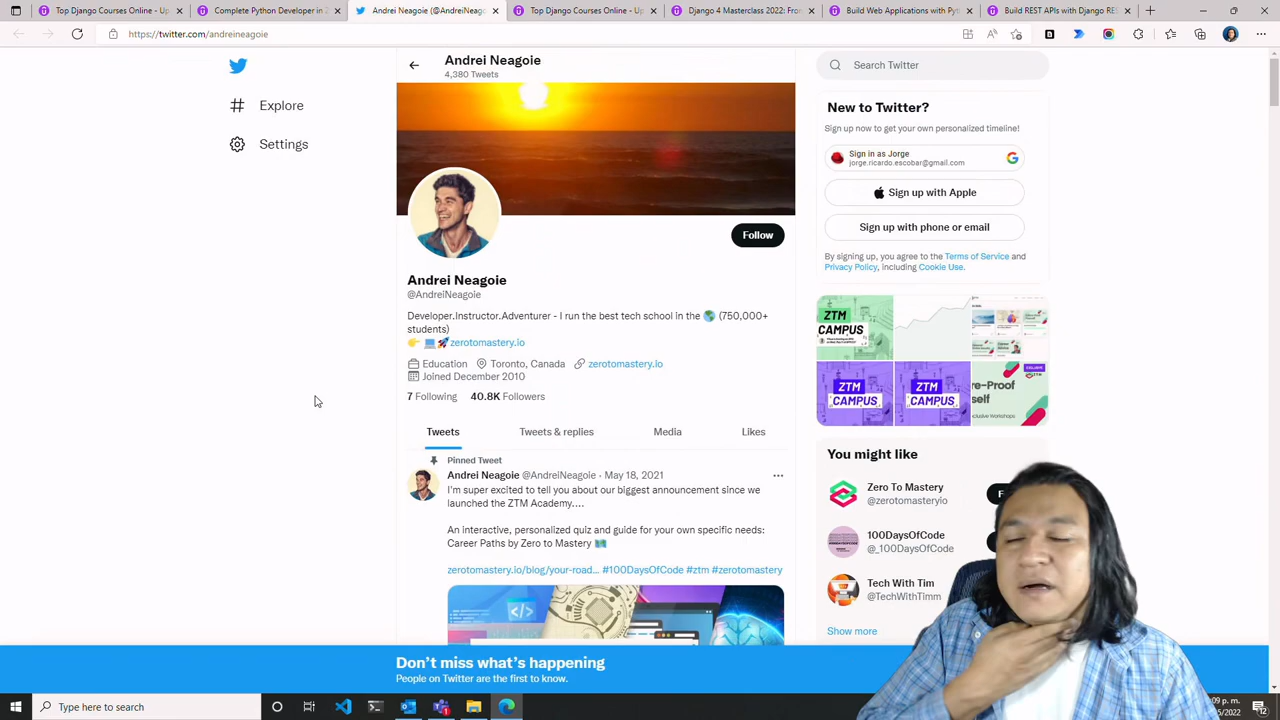 Top Django Courses Online - Up
Complete Python Developer in 2
Andrei Neagoie (@AndreiNeagoie
Top Django Courses Online - Up
Django 4 Masterclass 2022: Fro
Build Web Applications with Pyt
Build REST APIs with Django RES
https://twitter.com/andreineagoie
Explore
Settings
Andrei Neagoie
4,380 Tweets
Follow
Andrei Neagoie
@AndreiNeagoie
Developer.Instructor.Adventurer - I run the best tech school in the 🌎 (750,000+
students)
👉 💻🚀zerotomastery.io
Education Toronto, Canada zerotomastery.io
Joined December 2010
7 Following 40.8K Followers
Tweets Tweets & replies Media Likes
Pinned Tweet
Andrei Neagoie @AndreiNeagoie · May 18, 2021
I'm super excited to tell you about our biggest announcement since we
launched the ZTM Academy....
An interactive, personalized quiz and guide for your own specific needs:
Career Paths by Zero to Mastery 🗺️
zerotomastery.io/blog/your-road... #100DaysOfCode #ztm #zerotomastery
Search Twitter
New to Twitter?
Sign up now to get your own personalized timeline!
Sign in as Jorge
jorge.ricardo.escobar@gmail.com
Sign up with Apple
Sign up with phone or email
By signing up, you agree to the Terms of Service and
Privacy Policy, including Cookie Use.
ZTM
CAMPUS
ZTM
CAMPUS
ZTM
CAMPUS
e-Proof
self
clusive Workshops
You might like
Zero To Mastery
@zerotomasteryio
100DaysOfCode
@_100DaysOfCode
Tech With Tim
@TechWithTimm
Show more
Don't miss what's happening
People on Twitter are the first to know.
Type here to search
:09 p. m.
5/2022